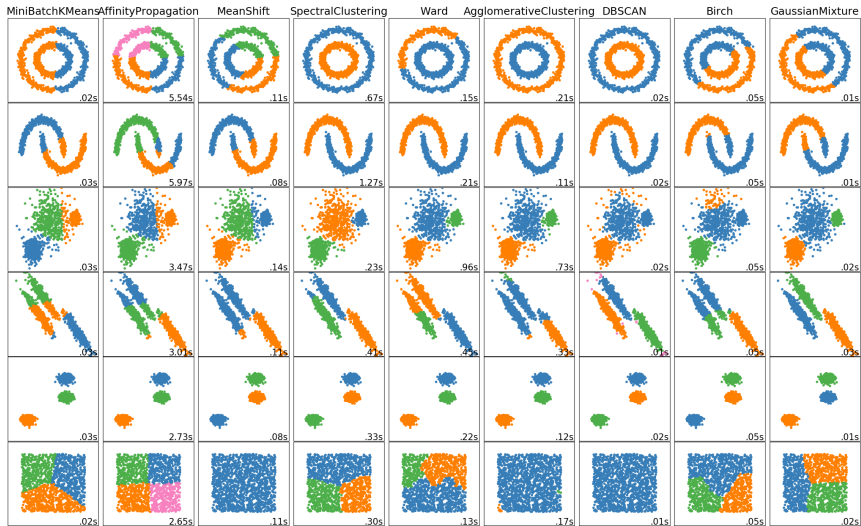 MiniBatchKMeans AffinityPropagation MeanShift SpectralClustering Ward AgglomerativeClustering DBSCAN Birch GaussianMixture
.02s 5.54s .11s .67s .15s .21s .02s .05s .01s
.03s 5.97s .08s 1.27s .21s .11s .02s .05s .01s
.03s 3.47s .14s .23s .96s .73s .02s .05s .02s
.03s 3.01s .11s .41s .45s .33s .01s .05s .03s
.03s 2.73s .08s .33s .22s .12s .02s .05s .01s
.02s 2.65s .11s .30s .13s .17s .01s .05s .02s